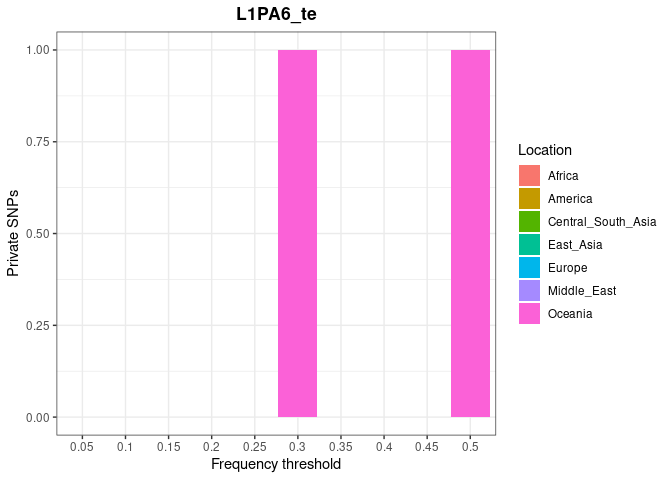 L1PA6_te
1.00
0.75
0.50
0.25
0.00
Private SNPs
0.05 0.1 0.15 0.2 0.25 0.3 0.35 0.4 0.45 0.5
Frequency threshold
Location
Africa
America
Central_South_Asia
East_Asia
Europe
Middle_East
Oceania